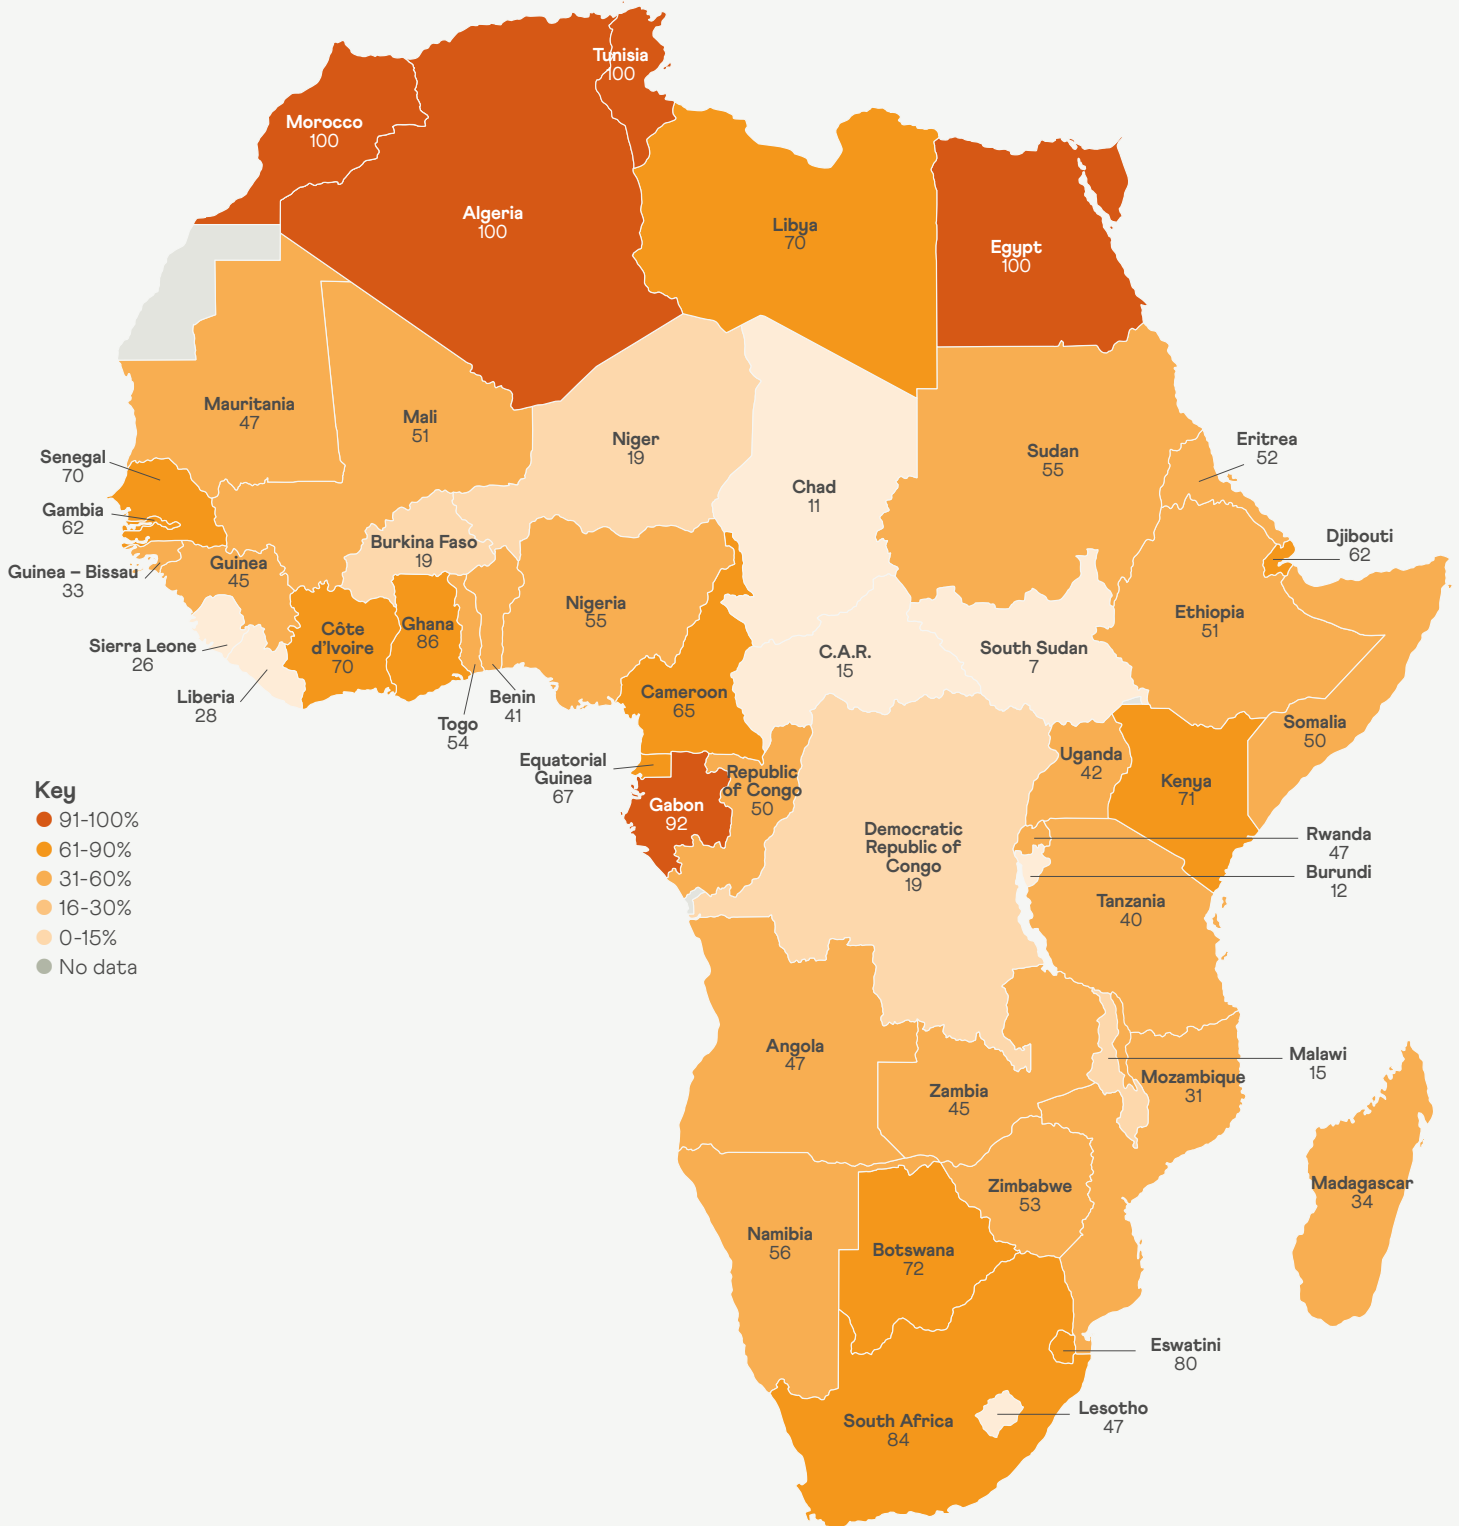 Tunisia
100
Morocco
100
Algeria
100
Libya
70
Egypt
100
Mauritania
47
Mali
51
Niger
19
Chad
11
Sudan
55
Eritrea
52
Senegal
70
Gambia
62
Guinea – Bissau
33
Guinea
45
Burkina Faso
19
Djibouti
62
Nigeria
55
Ethiopia
51
Sierra Leone
26
Côte
d'Ivoire
70
Ghana
86
C.A.R.
15
South Sudan
7
Liberia
28
Togo
54
Benin
41
Cameroon
65
Somalia
50
Equatorial
Guinea
67
Gabon
92
Republic
of Congo
50
Uganda
42
Kenya
71
Democratic
Republic of
Congo
19
Rwanda
47
Burundi
12
Tanzania
40
Key
91-100%
61-90%
31-60%
16-30%
0-15%
No data
Angola
47
Zambia
45
Malawi
15
Mozambique
31
Zimbabwe
53
Madagascar
34
Namibia
56
Botswana
72
Eswatini
80
South Africa
84
Lesotho
47